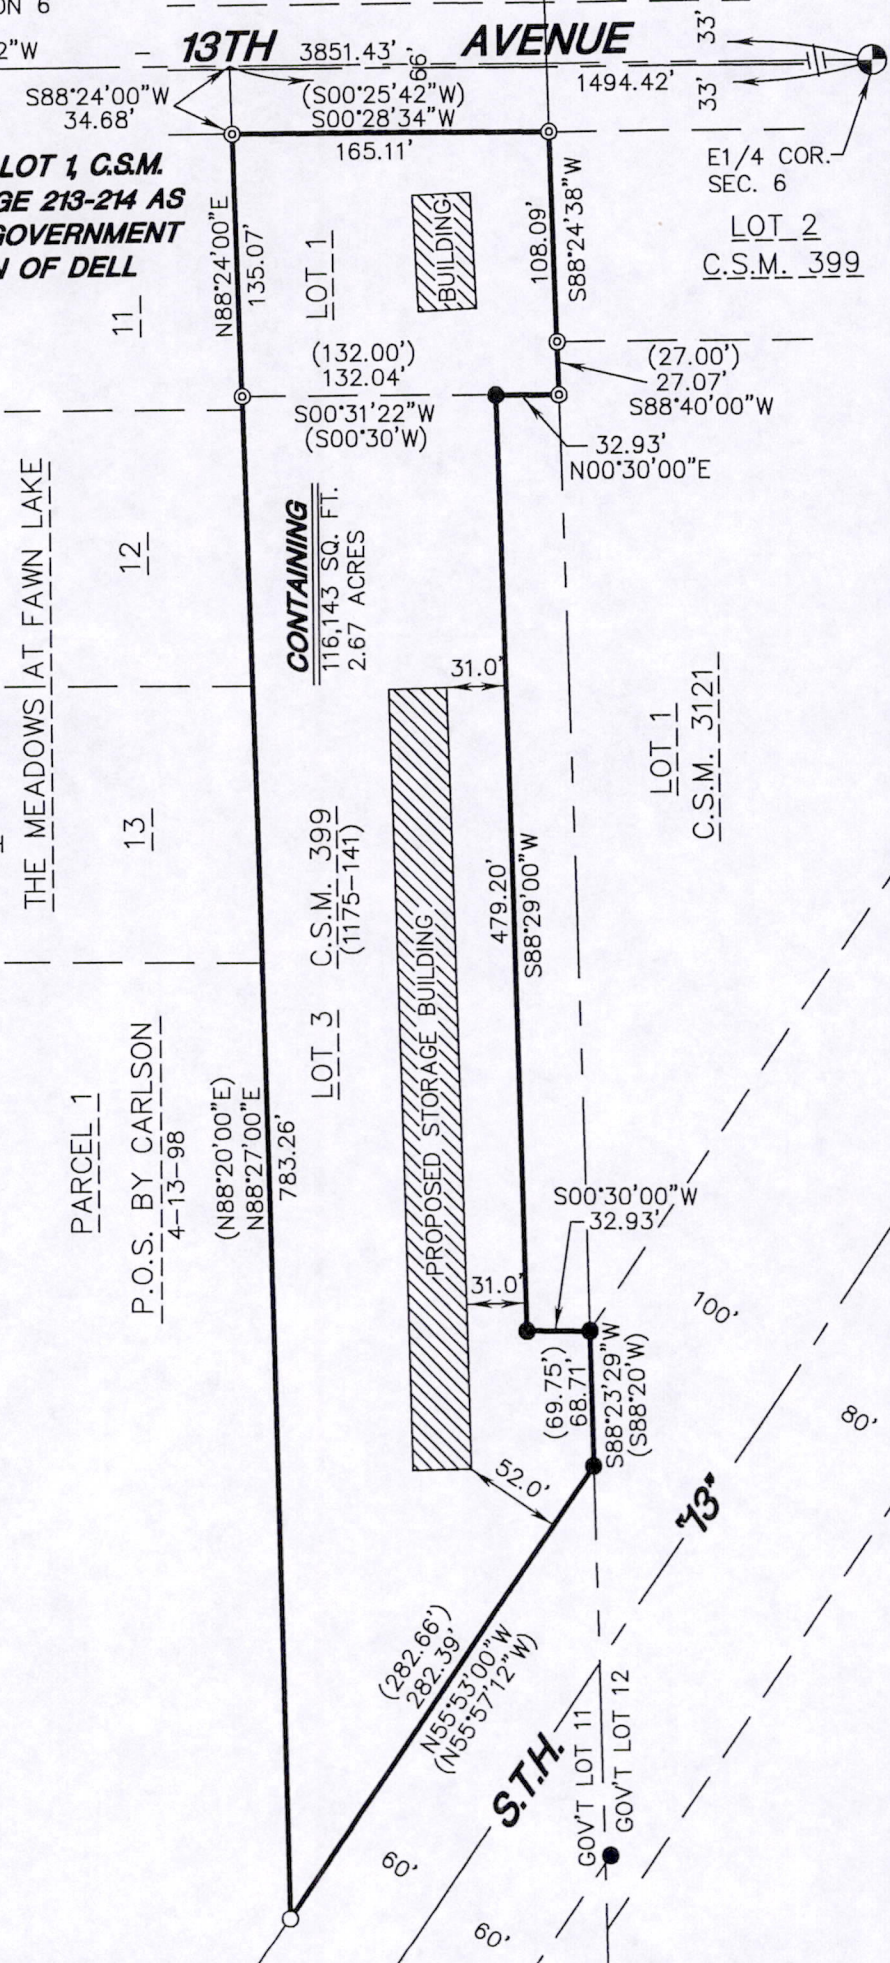 ON 6
2"W
13TH AVENUE
3851.43'
66'
33'
33'
1494.42'
S88°24'00"W
34.68'
(S00°25'42"W)
S00°28'34"W
165.11'
E1/4 COR.
SEC. 6
LOT 1, C.S.M.
GE 213-214 AS
GOVERNMENT
N OF DELL
LOT 2
C.S.M. 399
N88°24'00"E
135.07'
LOT 1
BUILDING
108.09'
S88°24'38"W
11
(132.00')
132.04'
S00°31'22"W
(S00°30'W)
(27.00')
27.07'
S88°40'00"W
32.93'
N00°30'00"E
THE MEADOWS AT FAWN LAKE
12
CONTAINING
116,143 SQ. FT.
2.67 ACRES
31.0'
LOT 1
C.S.M. 3121
13
LOT 3 C.S.M. 399
(1175-141)
PROPOSED STORAGE BUILDING
479.20'
S88°29'00"W
PARCEL 1
P.O.S. BY CARLSON
4-13-98
(N88°20'00"E)
N88°27'00"E
783.26'
S00°30'00"W
32.93'
31.0'
100'
(69.75')
68.71'
S88°23'29"W
(S88°20'W)
80'
52.0'
S.T.H. "13"
(282.66')
282.39'
N55°53'00"W
(N55°57'12"W)
GOV'T LOT 11
GOV'T LOT 12
60'
60'